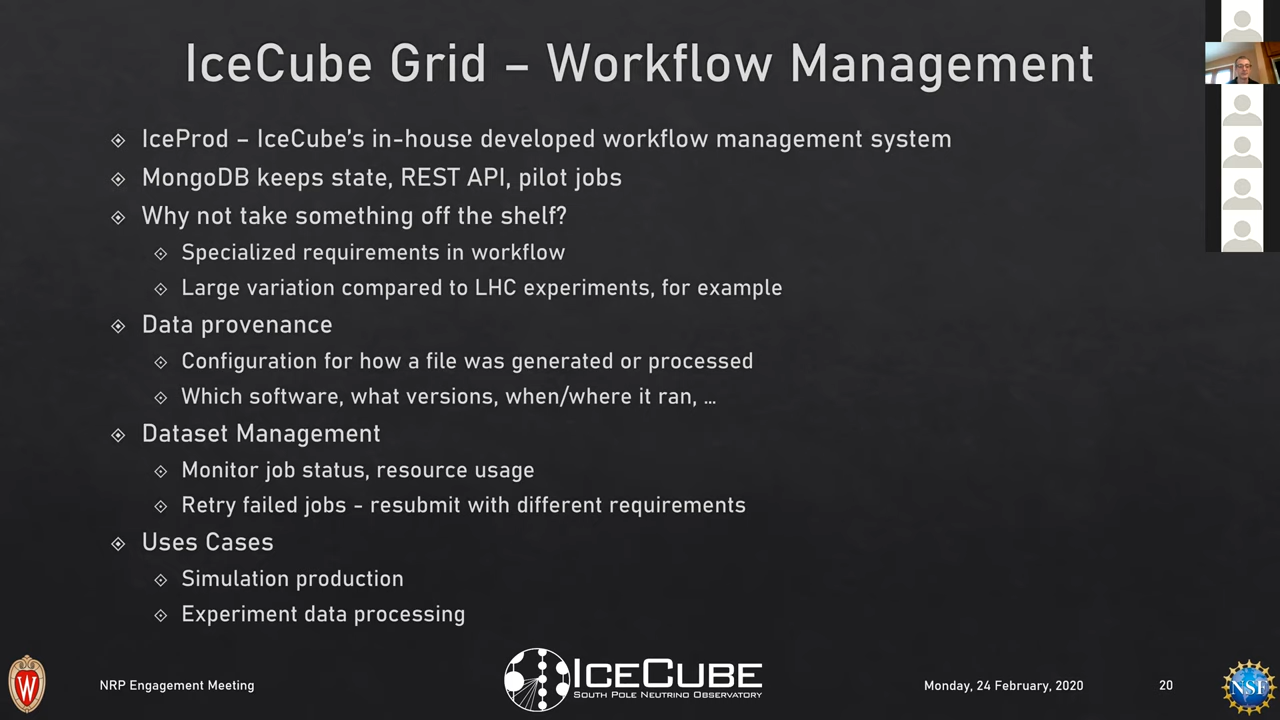 IceCube Grid – Workflow Management
IceProd – IceCube's in-house developed workflow management system
MongoDB keeps state, REST API, pilot jobs
Why not take something off the shelf?
Specialized requirements in workflow
Large variation compared to LHC experiments, for example
Data provenance
Configuration for how a file was generated or processed
Which software, what versions, when/where it ran, ...
Dataset Management
Monitor job status, resource usage
Retry failed jobs - resubmit with different requirements
Uses Cases
Simulation production
Experiment data processing
W
NRP Engagement Meeting
ICECUBE
SOUTH POLE NEUTRINO OBSERVATORY
Monday, 24 February, 2020
20
NSF